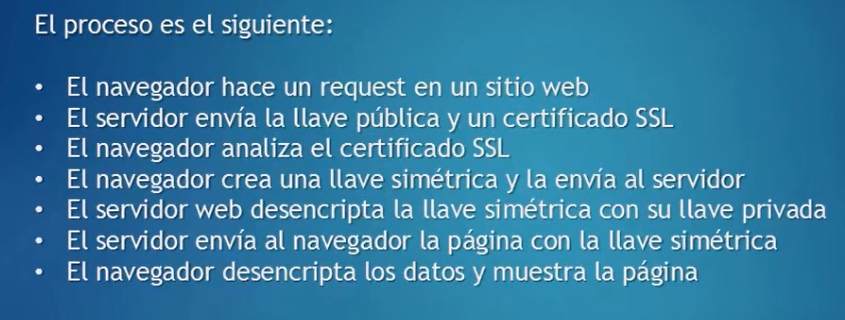 El proceso es el siguiente:
• El navegador hace un request en un sitio web
• El servidor envía la llave pública y un certificado SSL
• El navegador analiza el certificado SSL
• El navegador crea una llave simétrica y la envía al servidor
• El servidor web desencripta la llave simétrica con su llave privada
• El servidor envía al navegador la página con la llave simétrica
• El navegador desencripta los datos y muestra la página